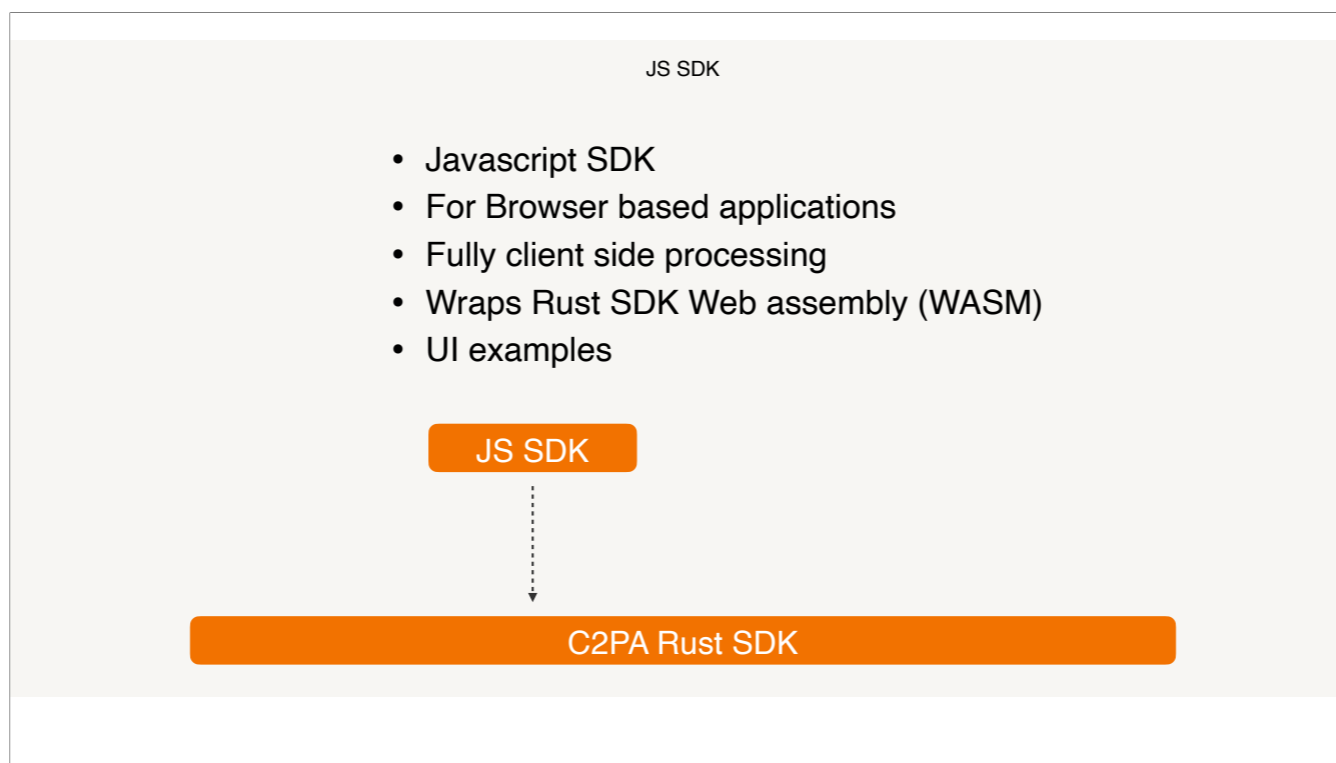 JS SDK
• Javascript SDK
• For Browser based applications
• Fully client side processing
• Wraps Rust SDK Web assembly (WASM)
• UI examples
JS SDK
C2PA Rust SDK